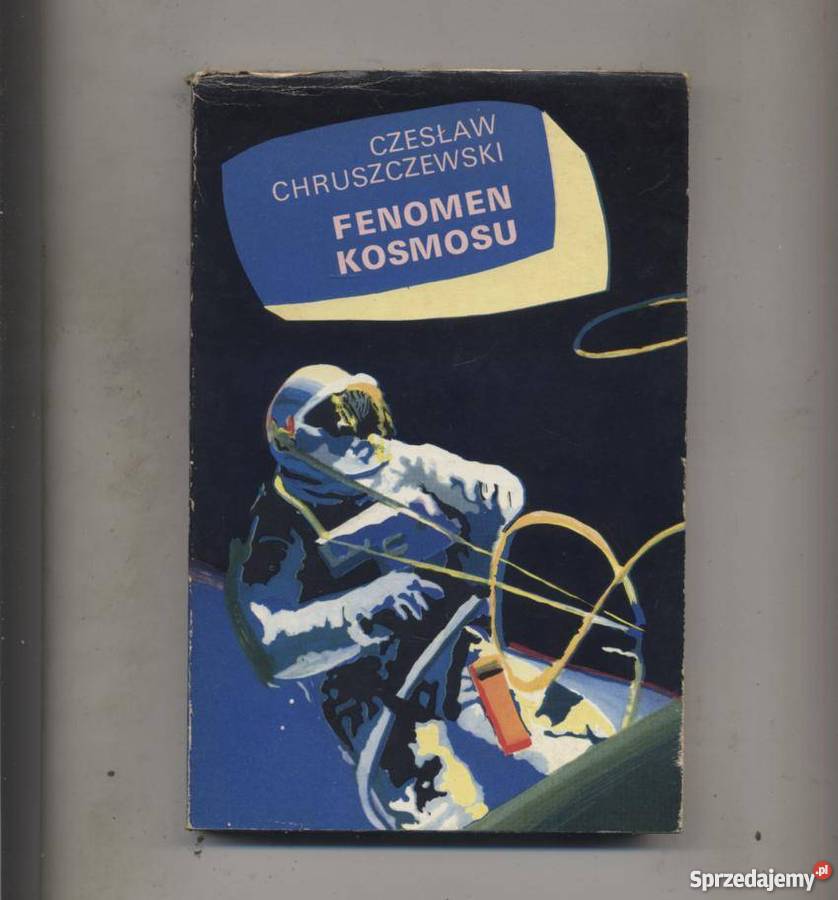 CZESŁAW
CHRUSZCZEWSKI
FENOMEN
KOSMOSU
Sprzedajemy.pl